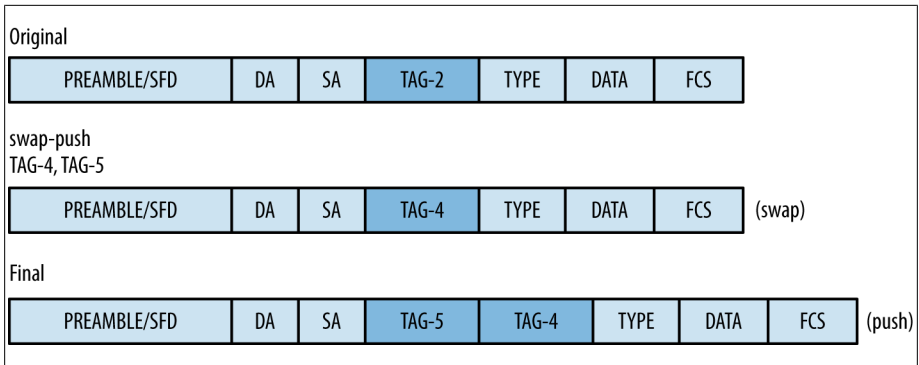 Original
PREAMBLE/SFD DA SA TAG-2 TYPE DATA FCS
swap-push
TAG-4, TAG-5
PREAMBLE/SFD DA SA TAG-4 TYPE DATA FCS (swap)
Final
PREAMBLE/SFD DA SA TAG-5 TAG-4 TYPE DATA FCS (push)